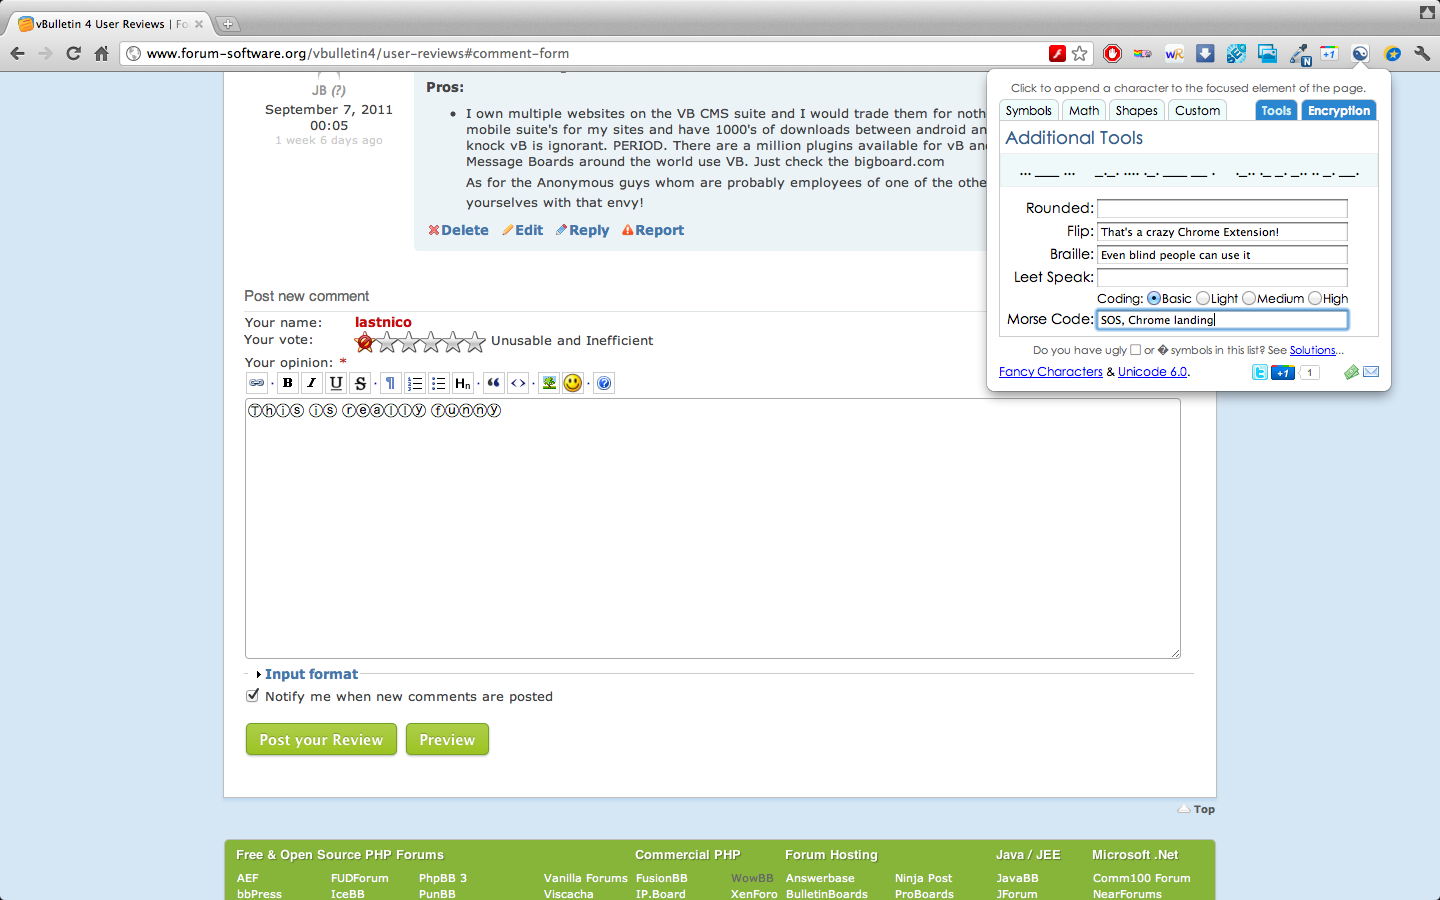 vBulletin 4 User Reviews | Fo
www.forum-software.org/vbulletin4/user-reviews#comment-form
JB (?)
September 7, 2011
00:05
1 week 6 days ago
Pros:
• I own multiple websites on the VB CMS suite and I would trade them for noth
mobile suite's for my sites and have 1000's of downloads between android an
knock vB is ignorant. PERIOD. There are a million plugins available for vB and
Message Boards around the world use VB. Just check the bigboard.com
As for the Anonymous guys whom are probably employees of one of the othe
yourselves with that envy!
Delete Edit Reply Report
Click to append a character to the focused element of the page.
Symbols Math Shapes Custom Tools Encryption
Additional Tools
... ___ ... _._. .... ._. ___ __ . ._.. ._ _. _.. .. _. __.
Rounded:
Flip: That's a crazy Chrome Extension!
Braille: Even blind people can use it
Leet Speak:
Coding: Basic Light Medium High
Morse Code: SOS, Chrome landing
Do you have ugly □ or � symbols in this list? See Solutions...
Fancy Characters & Unicode 6.0.
+1 1
Post new comment
Your name: lastnico
Your vote: Unusable and Inefficient
Your opinion: *
B I U S ¶ Hn
Ⓣⓗⓘⓢ ⓘⓢ ⓡⓔⓐⓛⓛⓨ ⓕⓤⓝⓝⓨ
Input format
Notify me when new comments are posted
Post your Review Preview
Top
Free & Open Source PHP Forums Commercial PHP Forum Hosting Java / JEE Microsoft .Net
AEF FUDForum PhpBB 3 Vanilla Forums FusionBB WowBB Answerbase Ninja Post JavaBB Comm100 Forum
bbPress IceBB PunBB Viscacha IP.Board XenForo BulletinBoards ProBoards JForum NearForums